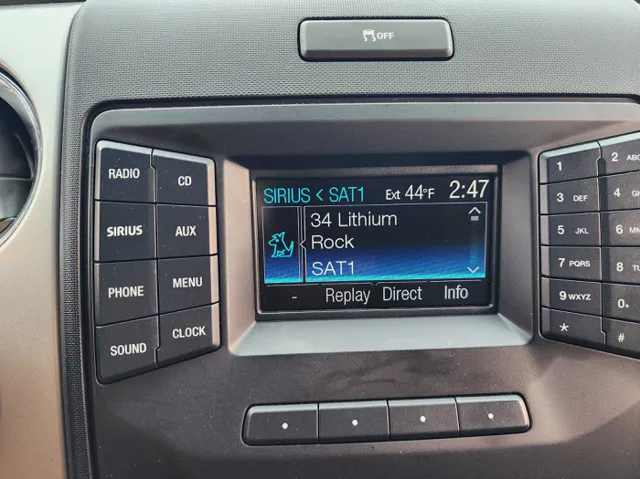 OFF
RADIO
CD
SIRIUS
AUX
PHONE
MENU
SOUND
CLOCK
SIRIUS < SAT1 Ext 44°F 2:47
34 Lithium
Rock
SAT1
- Replay Direct Info
1
2 ABC
3 DEF
4
5 JKL
6
7 PQRS
8
9 WXYZ
0+
*
#